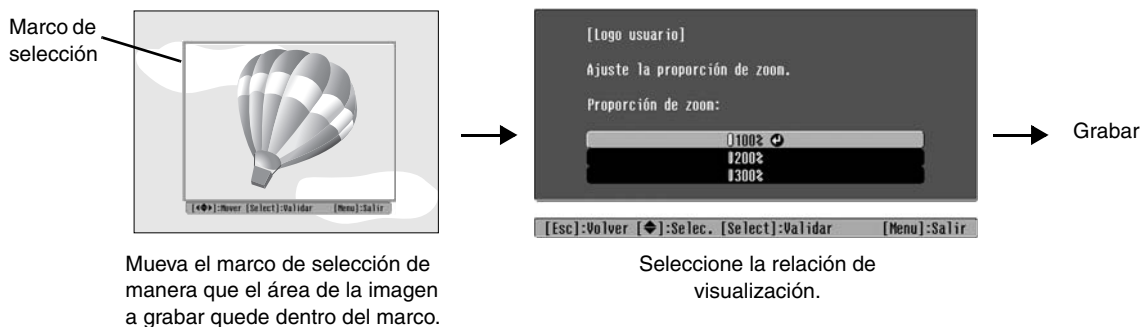 Marco de
selección
[Logo usuario]
Ajuste la proporción de zoom.
Proporción de zoom:
100%
200%
300%
Grabar
[Esc]:Volver [ ]:Selec. [Select]:Validar [Menu]:Salir
[ ]:Mover [Select]:Validar [Menu]:Salir
Mueva el marco de selección de
manera que el área de la imagen
a grabar quede dentro del marco.
Seleccione la relación de
visualización.